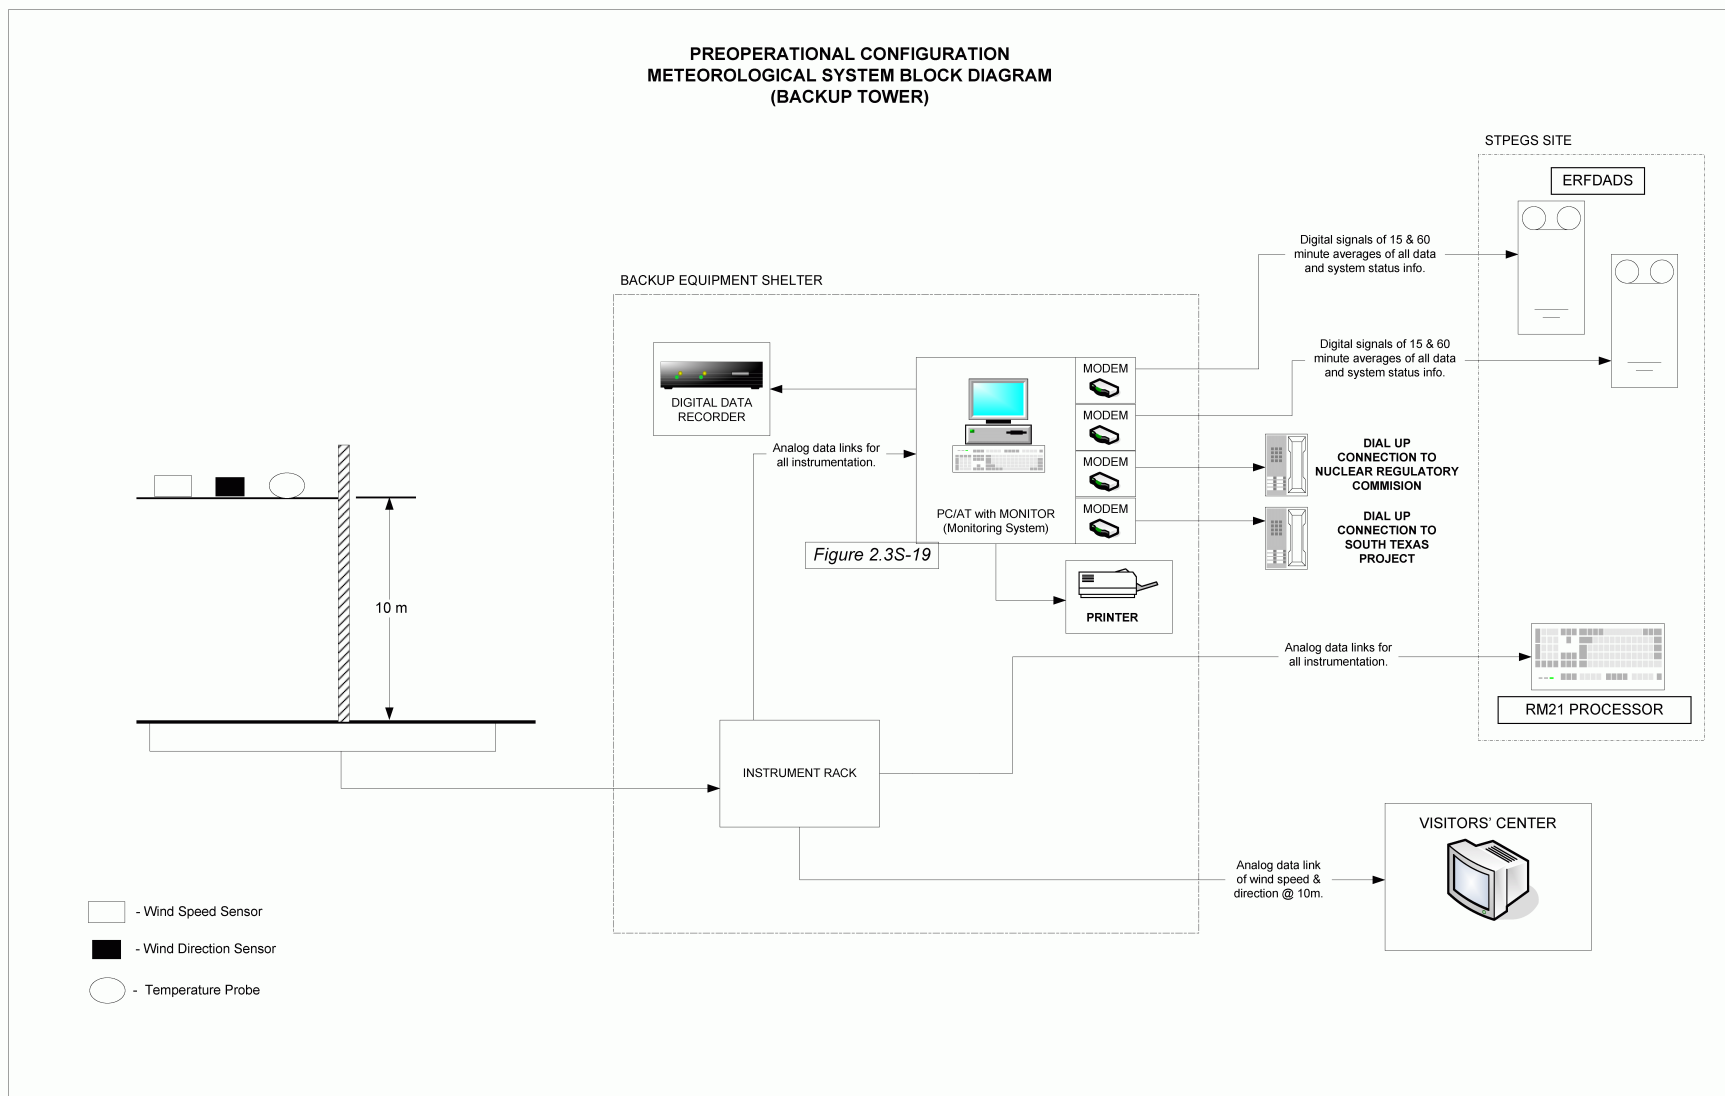 PREOPERATIONAL CONFIGURATION
METEOROLOGICAL SYSTEM BLOCK DIAGRAM
(BACKUP TOWER)
STPEGS SITE
ERFDADS
Digital signals of 15 & 60
minute averages of all data
and system status info.
BACKUP EQUIPMENT SHELTER
Digital signals of 15 & 60
minute averages of all data
and system status info.
DIGITAL DATA
RECORDER
MODEM
MODEM
MODEM
MODEM
Analog data links for
all instrumentation.
PC/AT with MONITOR
(Monitoring System)
Figure 2.3S-19
DIAL UP
CONNECTION TO
NUCLEAR REGULATORY
COMMISION
DIAL UP
CONNECTION TO
SOUTH TEXAS
PROJECT
PRINTER
10 m
Analog data links for
all instrumentation.
RM21 PROCESSOR
INSTRUMENT RACK
VISITORS’ CENTER
Analog data link
of wind speed &
direction @ 10m.
- Wind Speed Sensor
- Wind Direction Sensor
- Temperature Probe